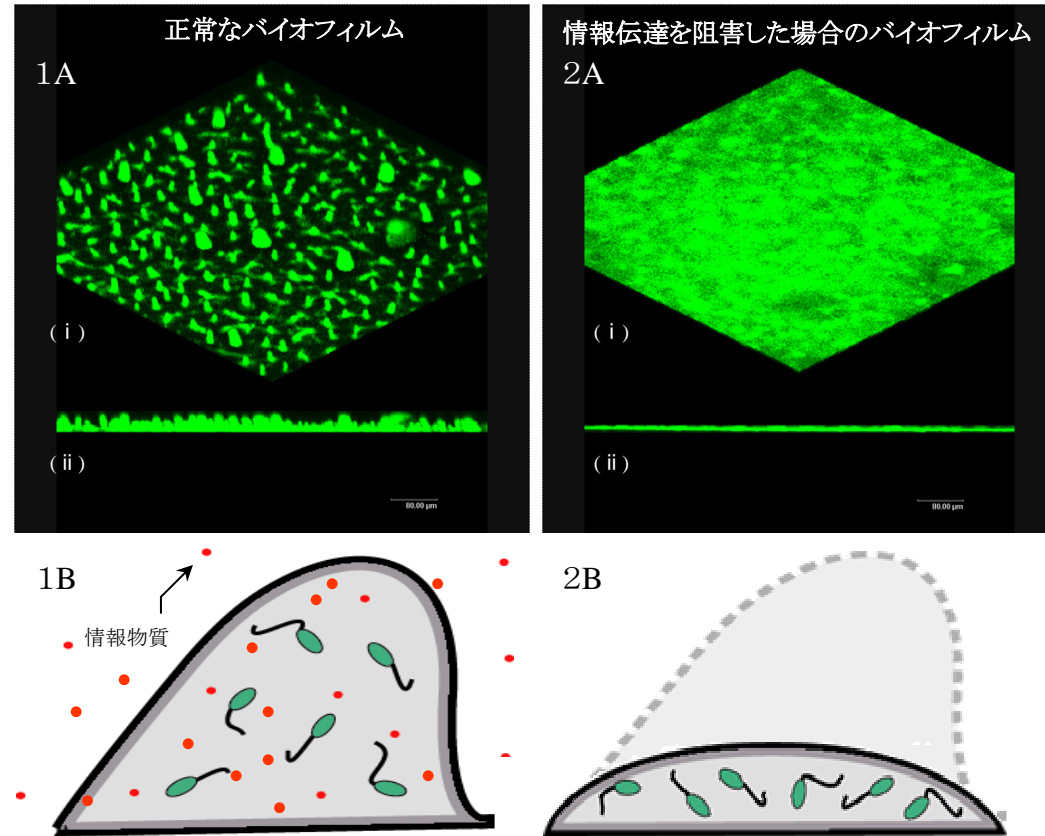 正常なバイオフィルム
1A
(ⅰ)
(ⅱ)
80.00 µm
情報伝達を阻害した場合のバイオフィルム
2A
(ⅰ)
(ⅱ)
80.00 µm
1B
情報物質
2B